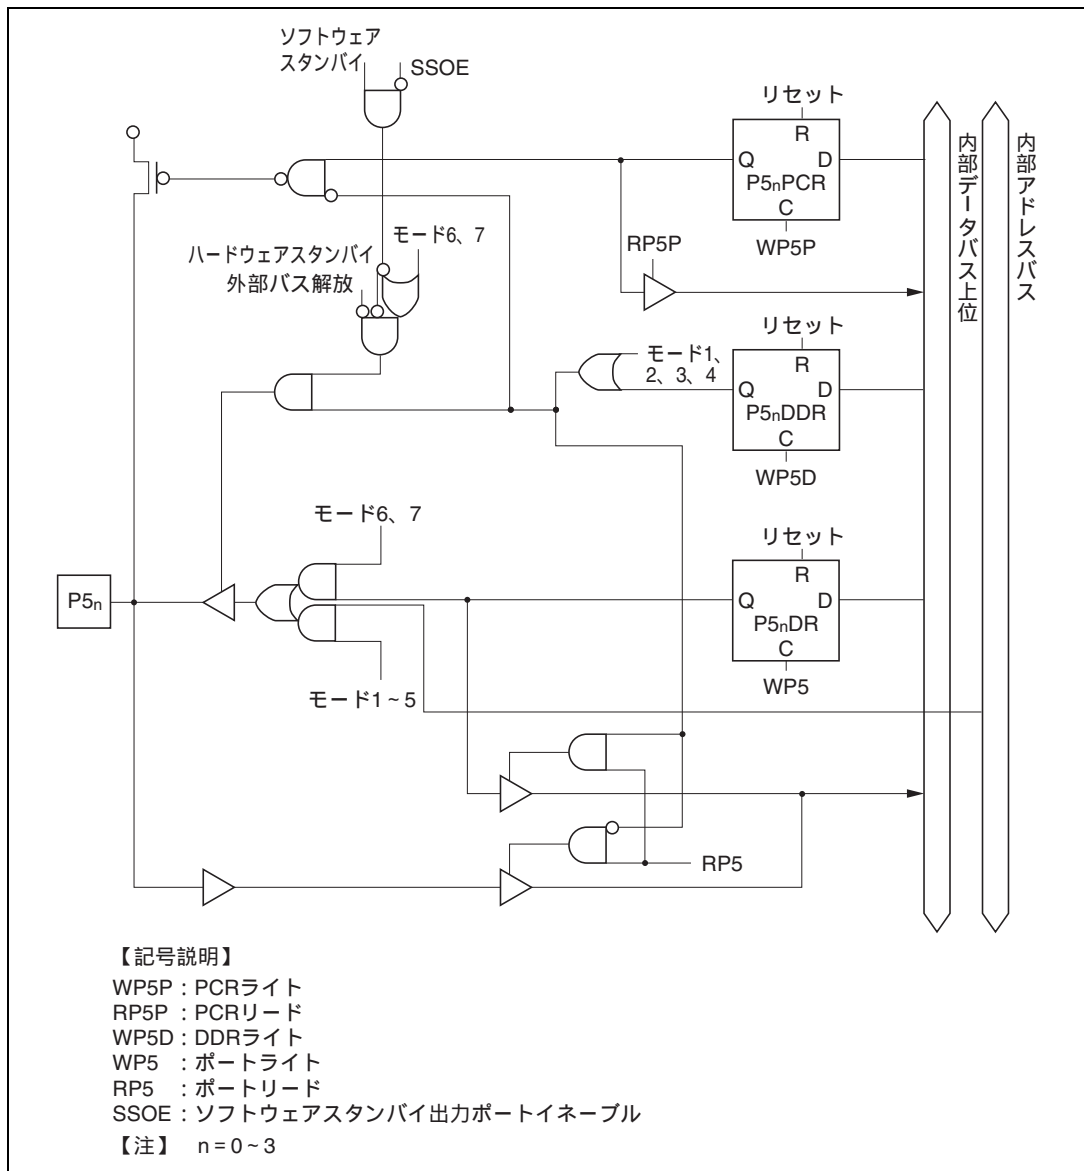 ソフトウェア
スタンバイ
SSOE
リセット
R
Q
D
P5nPCR
C
WP5P
内部データバス上位
内部アドレスバス
ハードウェアスタンバイ
モード6、7
外部バス解放
RP5P
リセット
R
モード1、
2、3、4
Q
D
P5nDDR
C
WP5D
モード6、7
リセット
R
P5n
Q
D
P5nDR
C
WP5
モード1~5
RP5
【記号説明】
WP5P:PCRライト
RP5P:PCRリード
WP5D:DDRライト
WP5 :ポートライト
RP5 :ポートリード
SSOE:ソフトウェアスタンバイ出力ポートイネーブル
【注】 n=0~3